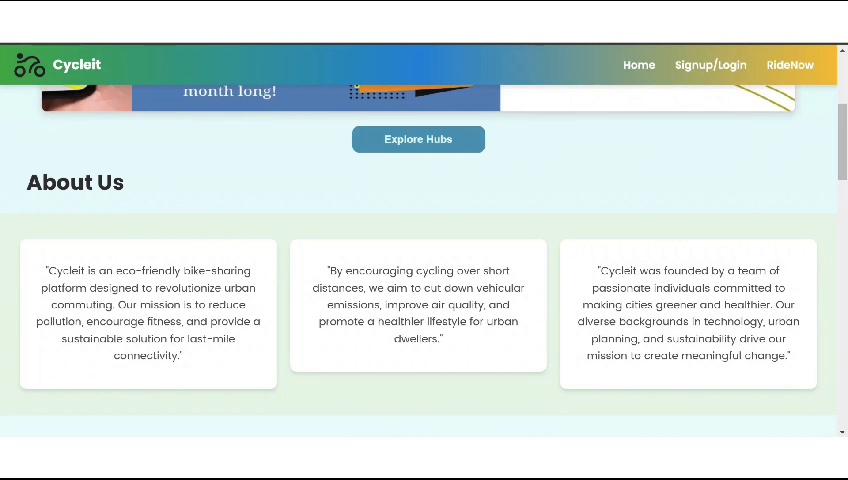 Cycleit
Home Signup/Login RideNow
month long!
Explore Hubs
About Us
"Cycleit is an eco-friendly bike-sharing
platform designed to revolutionize urban
commuting. Our mission is to reduce
pollution, encourage fitness, and provide a
sustainable solution for last-mile
connectivity."
"By encouraging cycling over short
distances, we aim to cut down vehicular
emissions, improve air quality, and
promote a healthier lifestyle for urban
dwellers."
"Cycleit was founded by a team of
passionate individuals committed to
making cities greener and healthier. Our
diverse backgrounds in technology, urban
planning, and sustainability drive our
mission to create meaningful change."